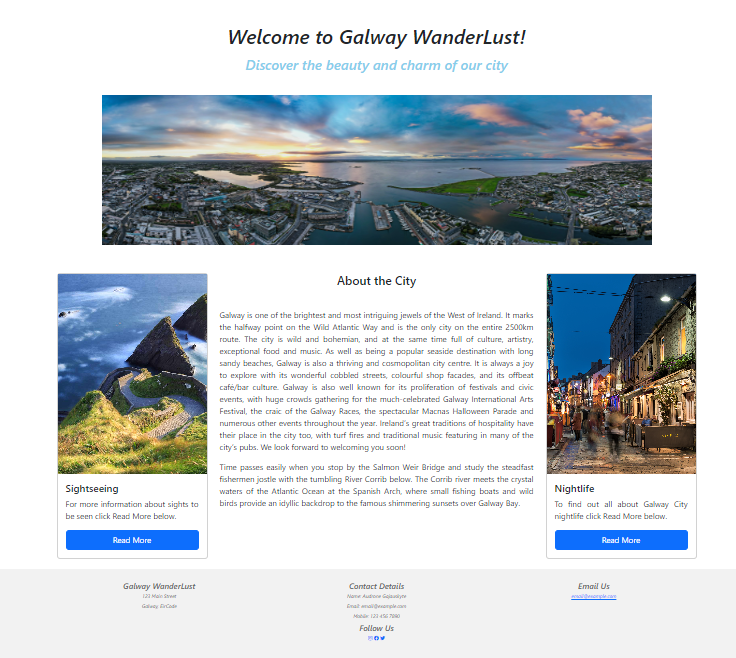 Welcome to Galway WanderLust!
Discover the beauty and charm of our city
About the City
Galway is one of the brightest and most intriguing jewels of the West of Ireland. It marks
the halfway point on the Wild Atlantic Way and is the only city on the entire 2500km
route. The city is wild and bohemian, and at the same time full of culture, artistry,
exceptional food and music. As well as being a popular seaside destination with long
sandy beaches, Galway is also a thriving and cosmopolitan city centre. It is always a joy
to explore with its wonderful cobbled streets, colourful shop facades, and its offbeat
café/bar culture. Galway is also well known for its proliferation of festivals and civic
events, with huge crowds gathering for the much-celebrated Galway International Arts
Festival, the craic of the Galway Races, the spectacular Macnas Halloween Parade and
numerous other events throughout the year. Ireland's great traditions of hospitality have
their place in the city too, with turf fires and traditional music featuring in many of the
city's pubs. We look forward to welcoming you soon!
Time passes easily when you stop by the Salmon Weir Bridge and study the steadfast
fishermen jostle with the tumbling River Corrib below. The Corrib river meets the crystal
waters of the Atlantic Ocean at the Spanish Arch, where small fishing boats and wild
birds provide an idyllic backdrop to the famous shimmering sunsets over Galway Bay.
Sightseeing
For more information about sights to
be seen click Read More below.
Read More
Nightlife
To find out all about Galway City
nightlife click Read More below.
Read More
Galway WanderLust
123 Main Street
Galway, EirCode
Contact Details
Name: Audrone Gajauskyte
Email: email@example.com
Mobile: 123 456 7890
Follow Us
Email Us
email@example.com